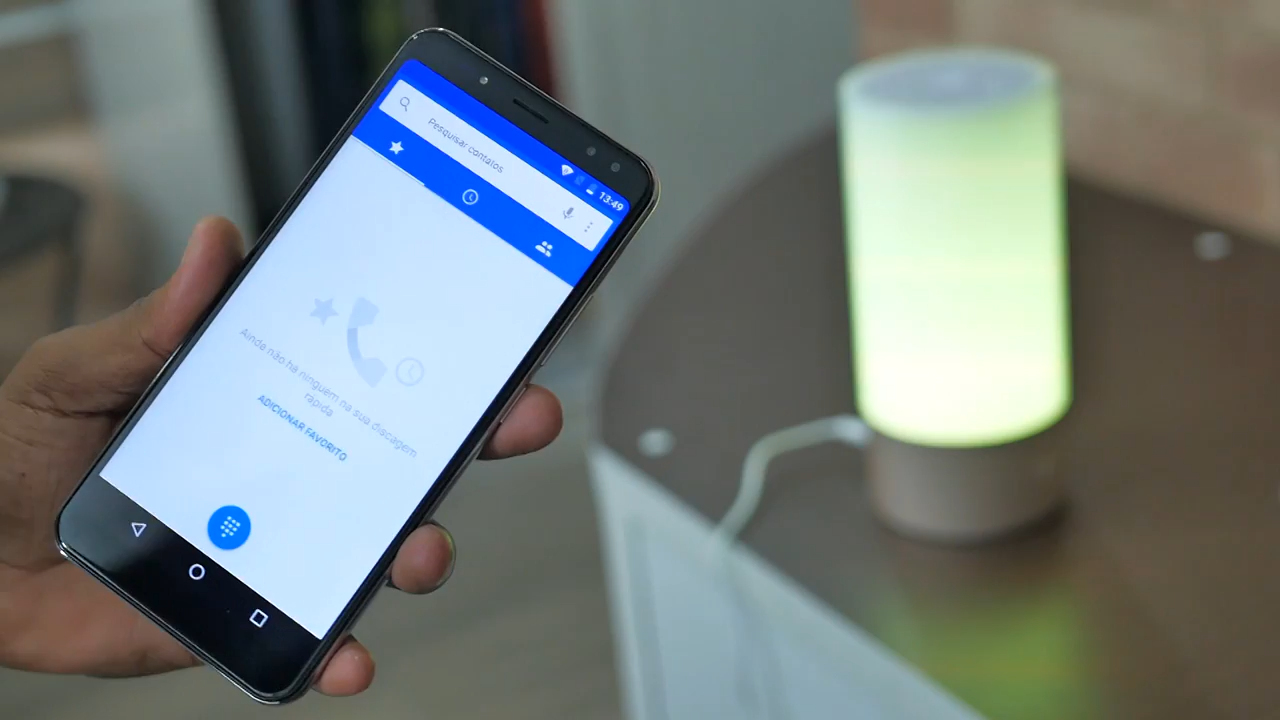 13:49
Pesquisar contatos
Ainda não há ninguém na sua discagem
rápida
ADICIONAR FAVORITO